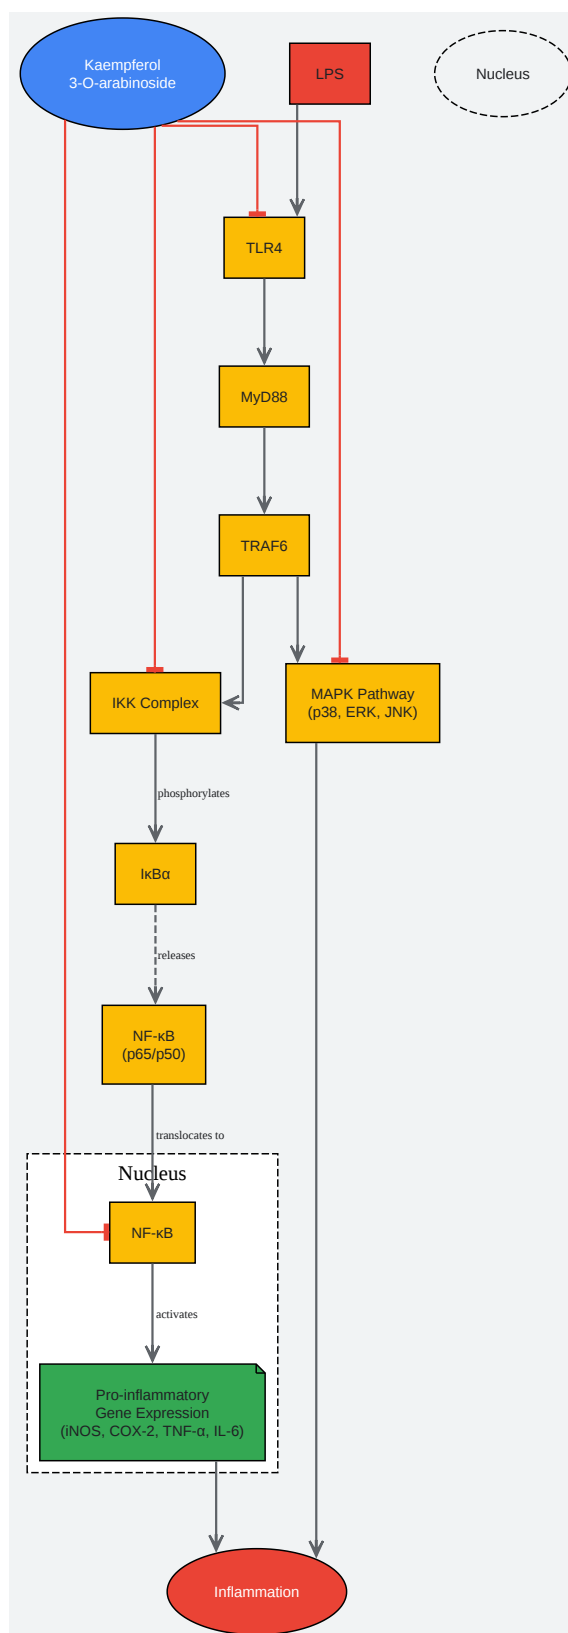 Kaempferol
3-O-arabinoside
LPS
Nucleus
TLR4
MyD88
TRAF6
IKK Complex
MAPK Pathway
(p38, ERK, JNK)
phosphorylates
IκBα
releases
NF-κB
(p65/p50)
translocates to
Nucleus
NF-κB
activates
Pro-inflammatory
Gene Expression
(iNOS, COX-2, TNF-α, IL-6)
Inflammation